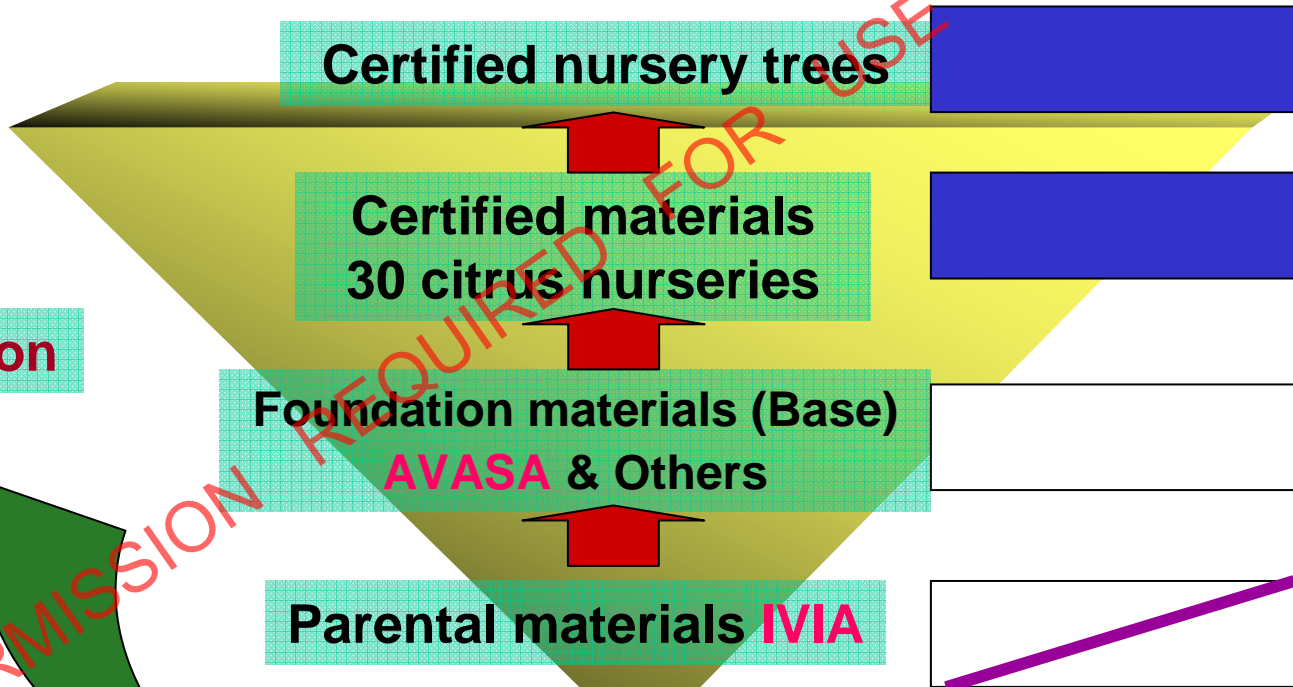 Certified nursery trees
Certified materials
30 citrus nurseries
on
Foundation materials (Base)
AVASA & Others
Parental materials IVIA
RMISSION REQUIRED FOR USE